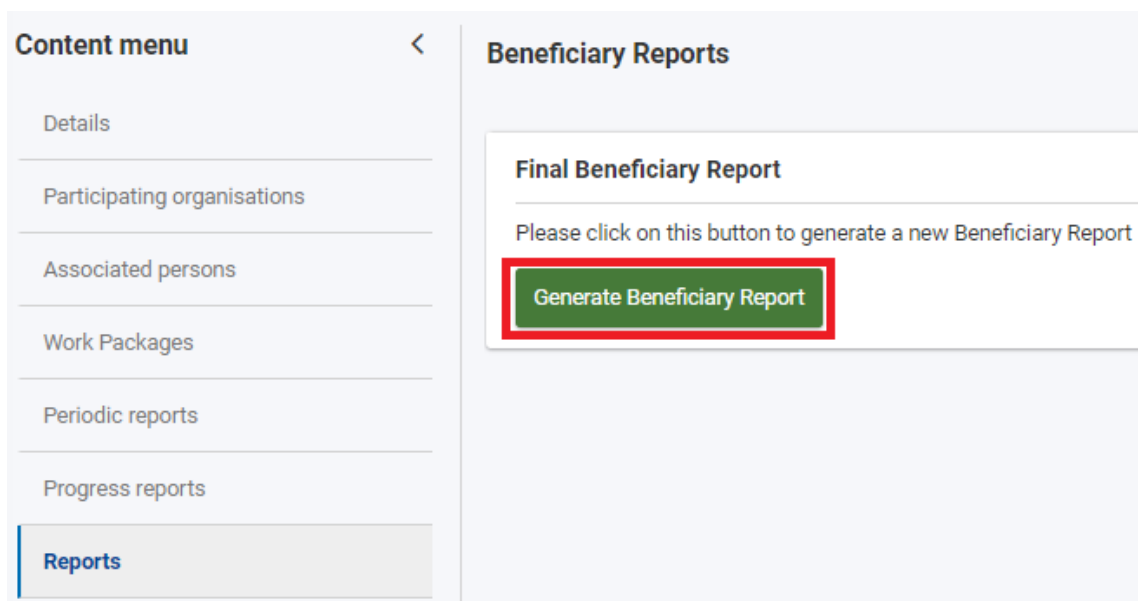 Content menu
Details
Participating organisations
Associated persons
Work Packages
Periodic reports
Progress reports
Reports
Beneficiary Reports
Final Beneficiary Report
Please click on this button to generate a new Beneficiary Report
Generate Beneficiary Report